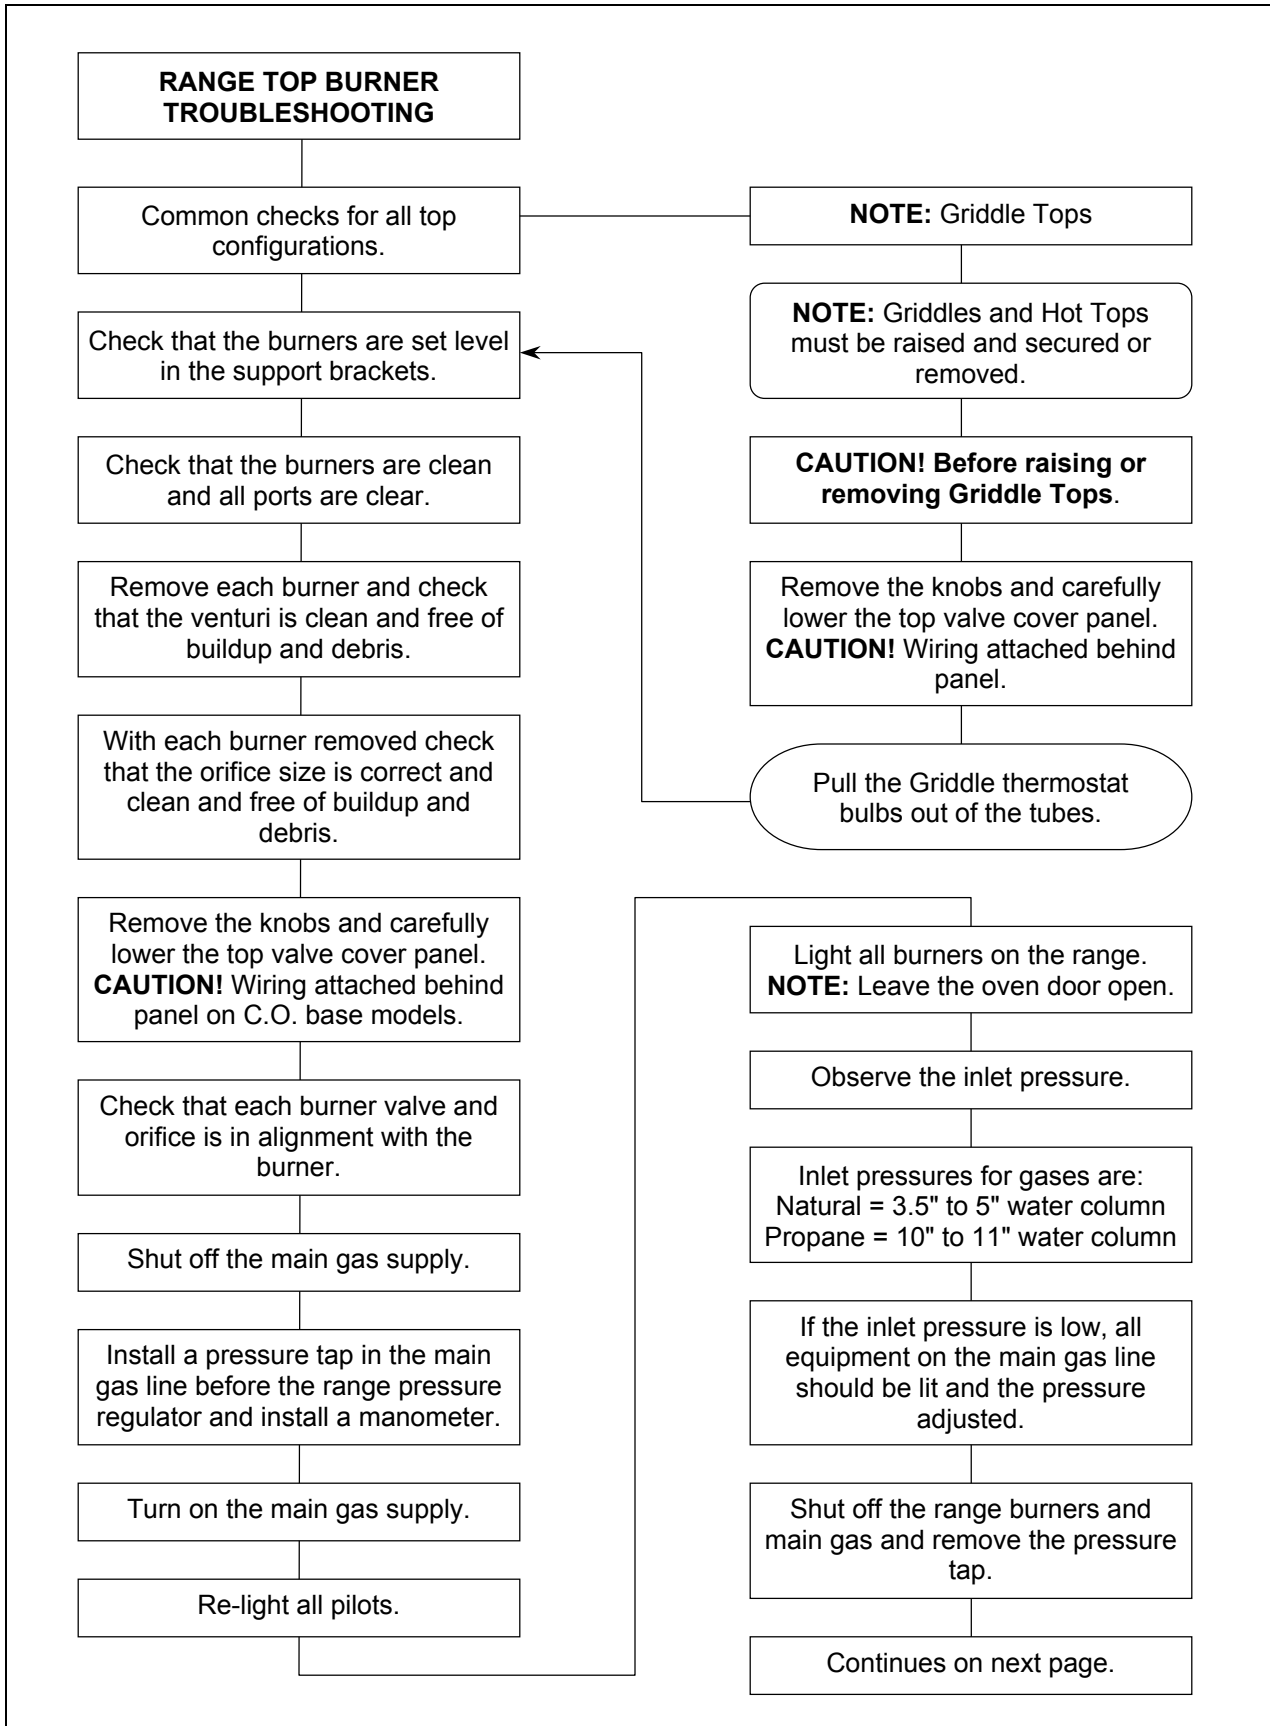 RANGE TOP BURNER
TROUBLESHOOTING
Common checks for all top
configurations.
Check that the burners are set level
in the support brackets.
Check that the burners are clean
and all ports are clear.
Remove each burner and check
that the venturi is clean and free of
buildup and debris.
With each burner removed check
that the orifice size is correct and
clean and free of buildup and
debris.
Remove the knobs and carefully
lower the top valve cover panel.
CAUTION! Wiring attached behind
panel on C.O. base models.
Check that each burner valve and
orifice is in alignment with the
burner.
Shut off the main gas supply.
Install a pressure tap in the main
gas line before the range pressure
regulator and install a manometer.
Turn on the main gas supply.
Re-light all pilots.
NOTE: Griddle Tops
NOTE: Griddles and Hot Tops
must be raised and secured or
removed.
CAUTION! Before raising or
removing Griddle Tops.
Remove the knobs and carefully
lower the top valve cover panel.
CAUTION! Wiring attached behind
panel.
Pull the Griddle thermostat
bulbs out of the tubes.
Light all burners on the range.
NOTE: Leave the oven door open.
Observe the inlet pressure.
Inlet pressures for gases are:
Natural = 3.5" to 5" water column
Propane = 10" to 11" water column
If the inlet pressure is low, all
equipment on the main gas line
should be lit and the pressure
adjusted.
Shut off the range burners and
main gas and remove the pressure
tap.
Continues on next page.